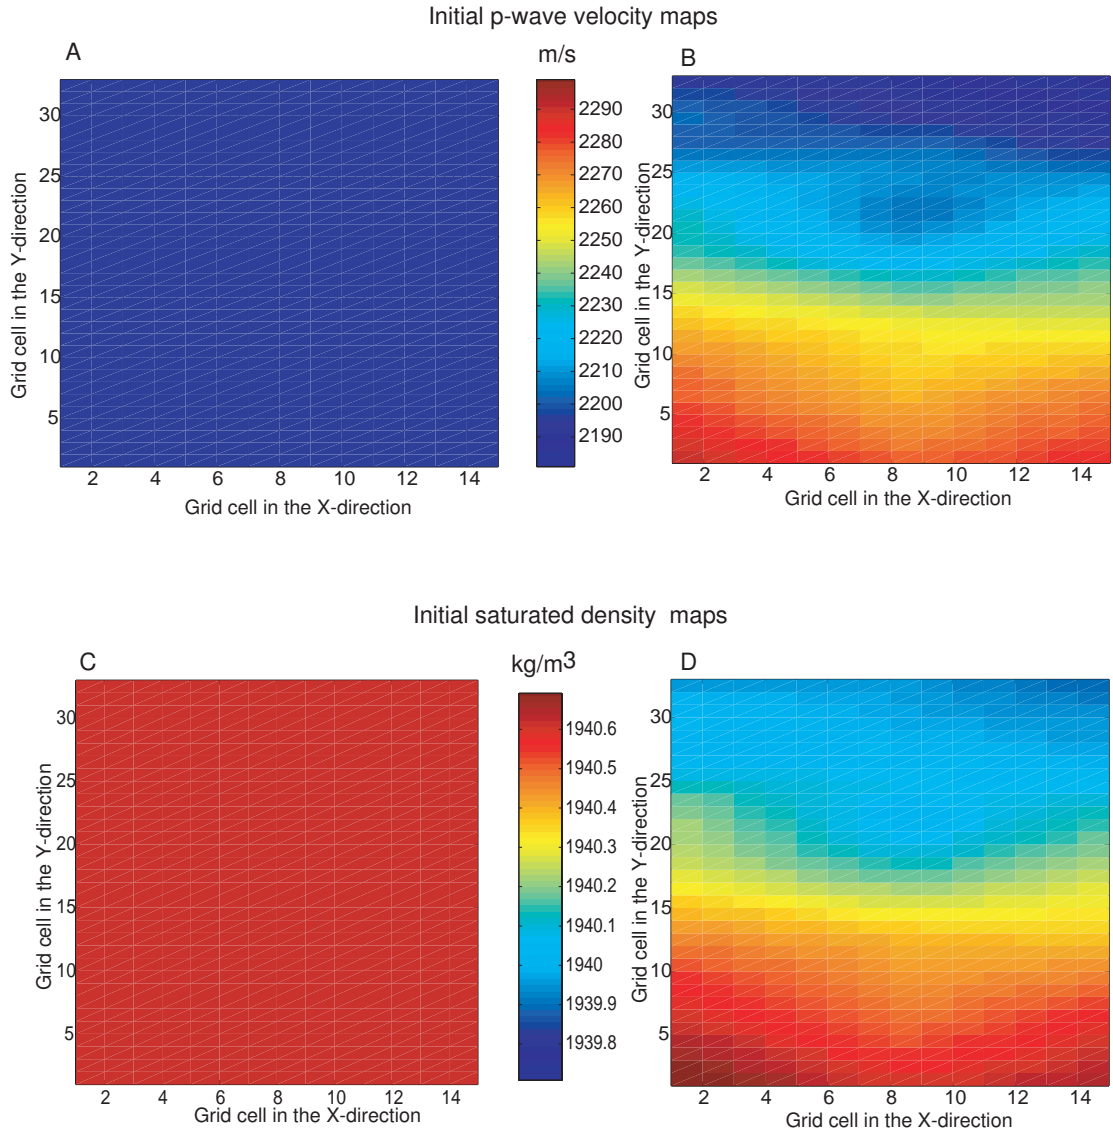 Initial p-wave velocity maps
A
m/s
B
30
25
20
15
10
5
Grid cell in the Y-direction
2 4 6 8 10 12 14
Grid cell in the X-direction
2290
2280
2270
2260
2250
2240
2230
2220
2210
2200
2190
30
25
20
15
10
5
Grid cell in the Y-direction
2 4 6 8 10 12 14
Grid cell in the X-direction
Initial saturated density maps
C
kg/m3
D
30
25
20
15
10
5
Grid cell in the Y-direction
2 4 6 8 10 12 14
Grid cell in the X-direction
1940.6
1940.5
1940.4
1940.3
1940.2
1940.1
1940
1939.9
1939.8
30
25
20
15
10
5
Grid cell in the Y-direction
2 4 6 8 10 12 14
Grid cell in the X-direction